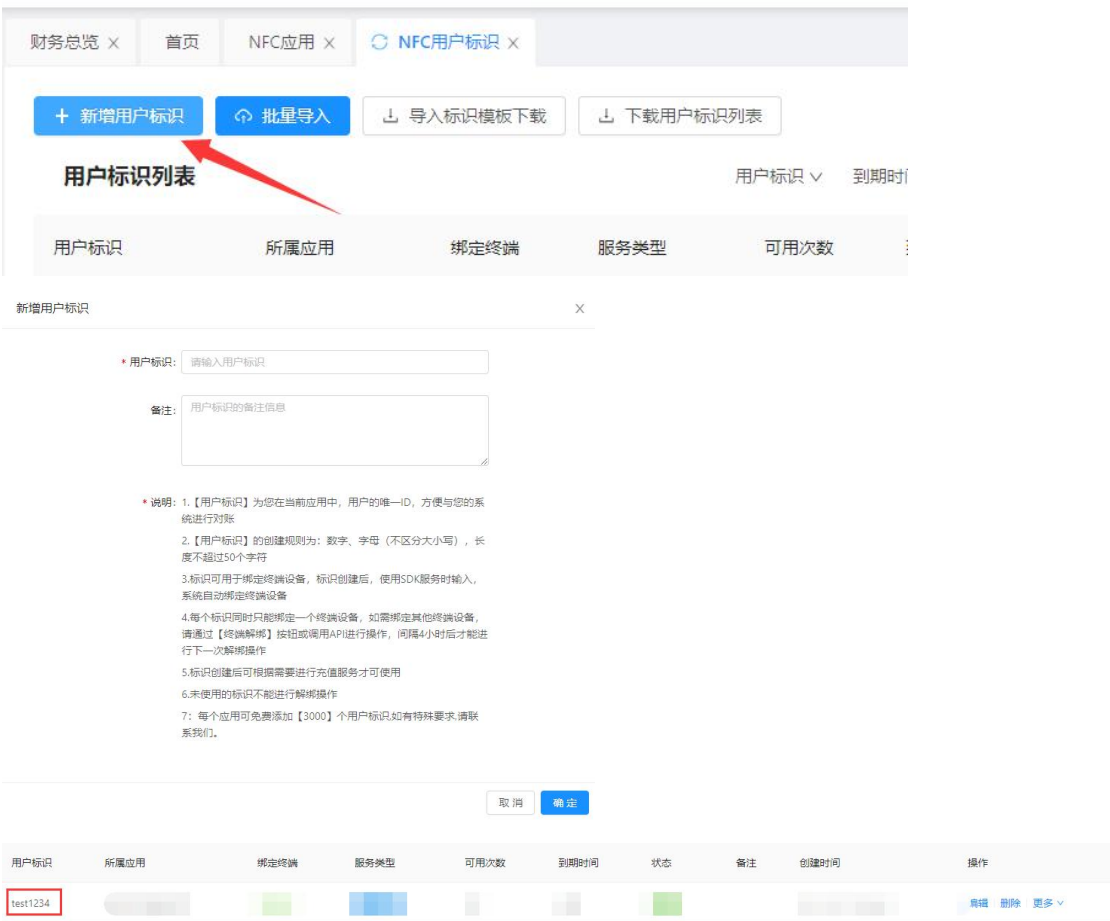 财务总览 × 首页 NFC应用 × NFC用户标识 ×
+ 新增用户标识 批量导入 导入标识模板下载 下载用户标识列表
用户标识列表 用户标识 到期时
用户标识 所属应用 绑定终端 服务类型 可用次数
新增用户标识 ×
* 用户标识: 请输入用户标识
备注: 用户标识的备注信息
* 说明: 1.【用户标识】为您在当前应用中，用户的唯一ID，方便与您的系
统进行对账
2.【用户标识】的创建规则为：数字、字母（不区分大小写），长
度不超过50个字符
3.标识可用于绑定终端设备，标识创建后，使用SDK服务时输入，
系统自动绑定终端设备
4.每个标识同时只能绑定一个终端设备，如需绑定其他终端设备，
请通过【终端解绑】按钮或调用API进行操作，间隔4小时后才能进
行下一次解绑操作
5.标识创建后可根据需要进行充值服务才可使用
6.未使用的标识不能进行解绑操作
7：每个应用可免费添加【3000】个用户标识,如有特殊要求,请联
系我们。
取 消 确 定
用户标识 所属应用 绑定终端 服务类型 可用次数 到期时间 状态 备注 创建时间 操作
test1234 编辑 删除 更多